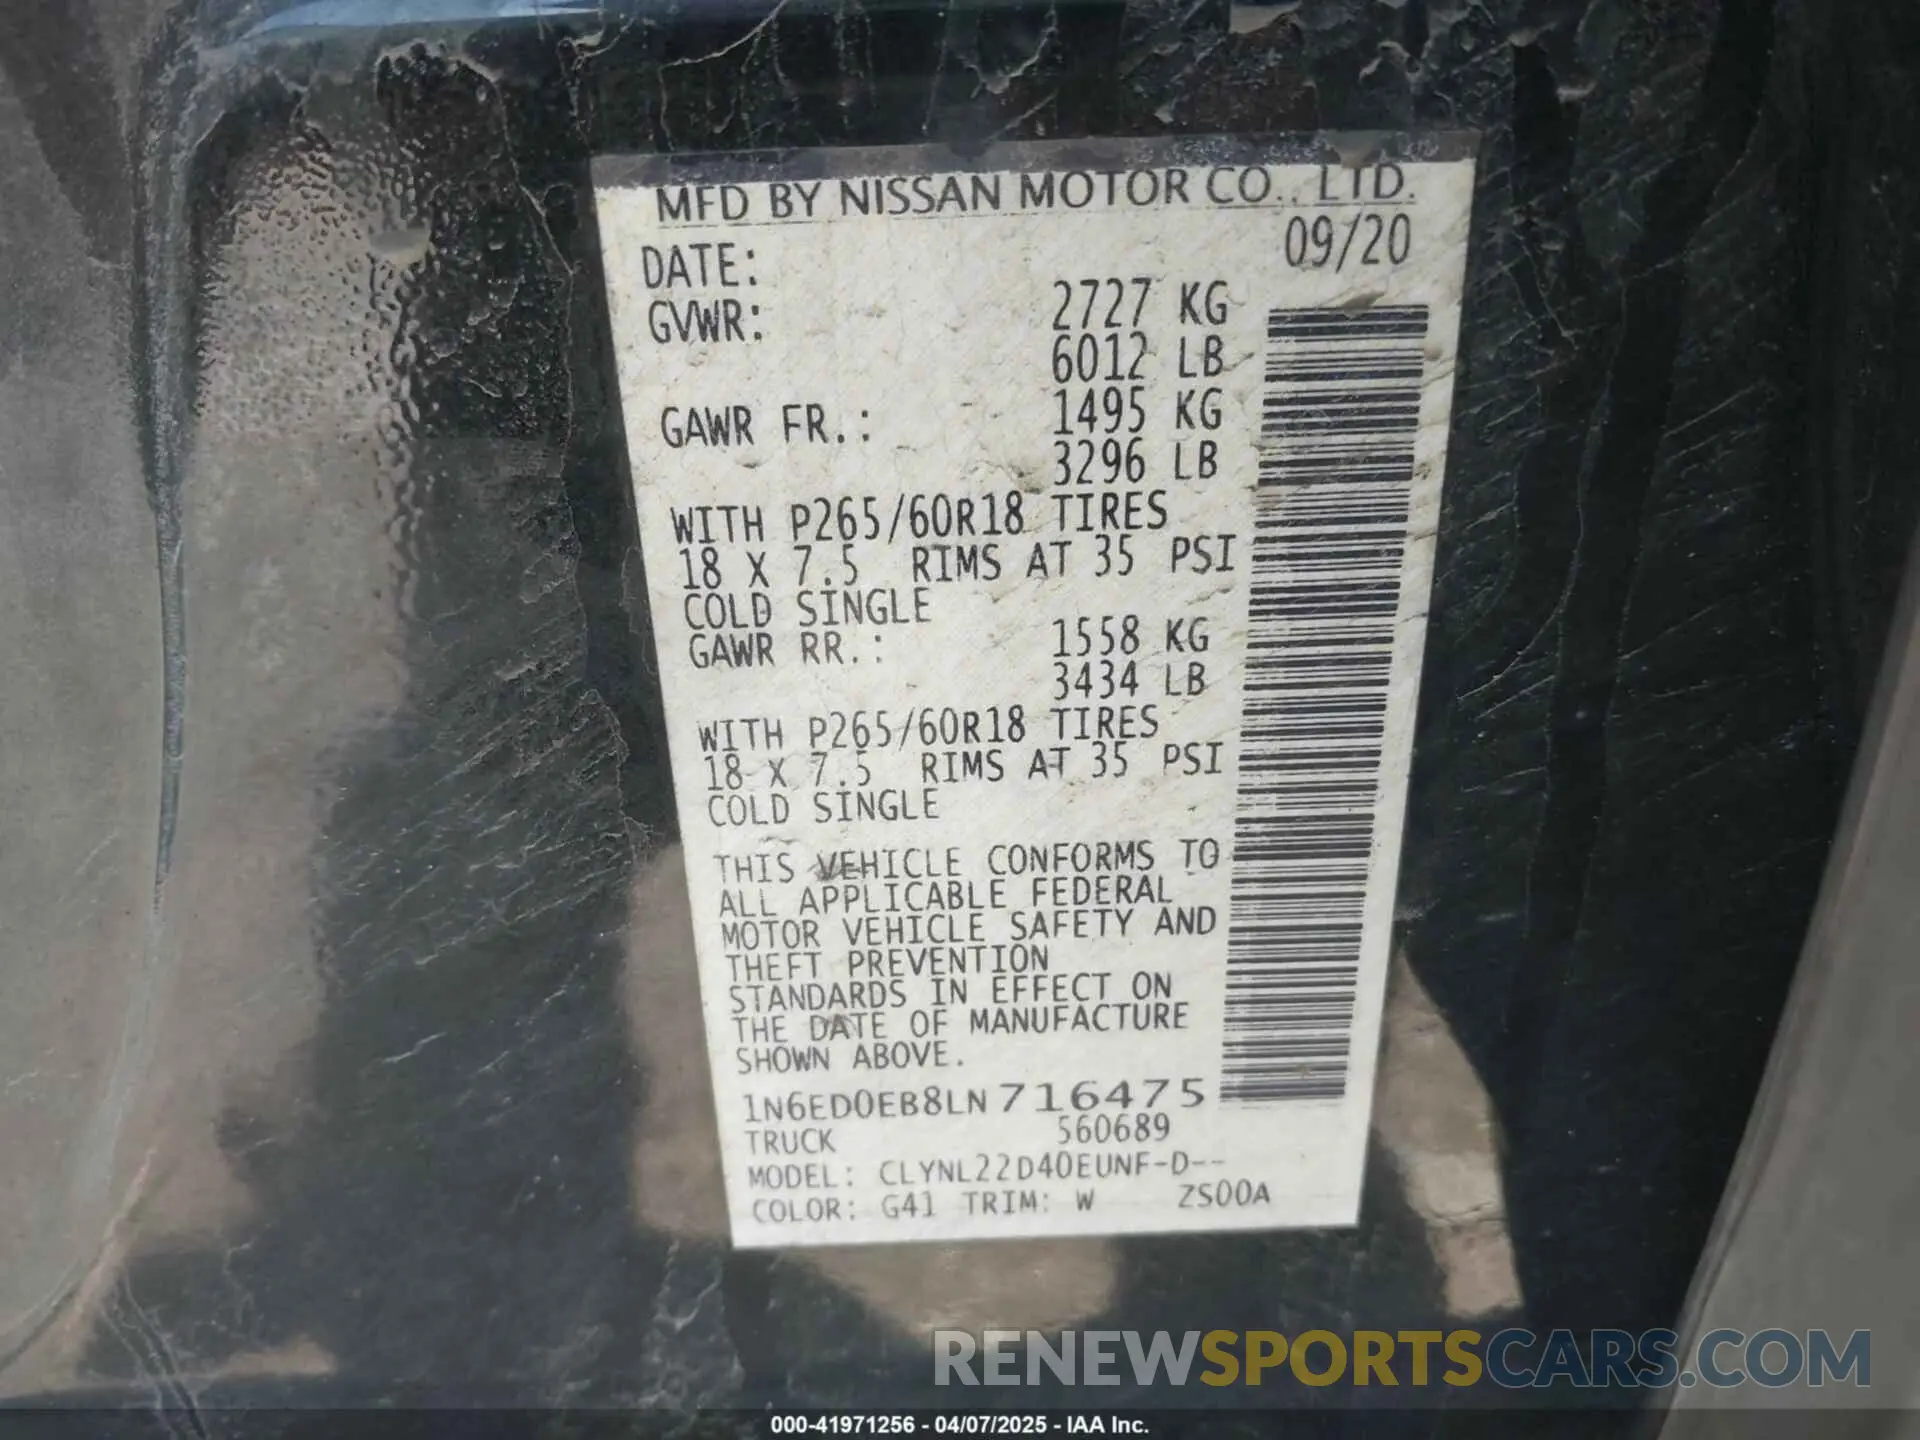 MFD BY NISSAN MOTOR CO., LTD.
DATE: 09/20
GVWR: 2727 KG
6012 LB
GAWR FR.: 1495 KG
3296 LB
WITH P265/60R18 TIRES
18 X 7.5 RIMS AT 35 PSI
COLD SINGLE
GAWR RR.: 1558 KG
3434 LB
WITH P265/60R18 TIRES
18 X 7.5 RIMS AT 35 PSI
COLD SINGLE
THIS VEHICLE CONFORMS TO
ALL APPLICABLE FEDERAL
MOTOR VEHICLE SAFETY AND
THEFT PREVENTION
STANDARDS IN EFFECT ON
THE DATE OF MANUFACTURE
SHOWN ABOVE.
1N6ED0EB8LN716475
TRUCK 560689
MODEL: CLYNL22D40EUNF-D--
COLOR: G41 TRIM: W ZS00A
RENEWSPORTSCARS.COM
000-41971256 - 04/07/2025 - IAA Inc.